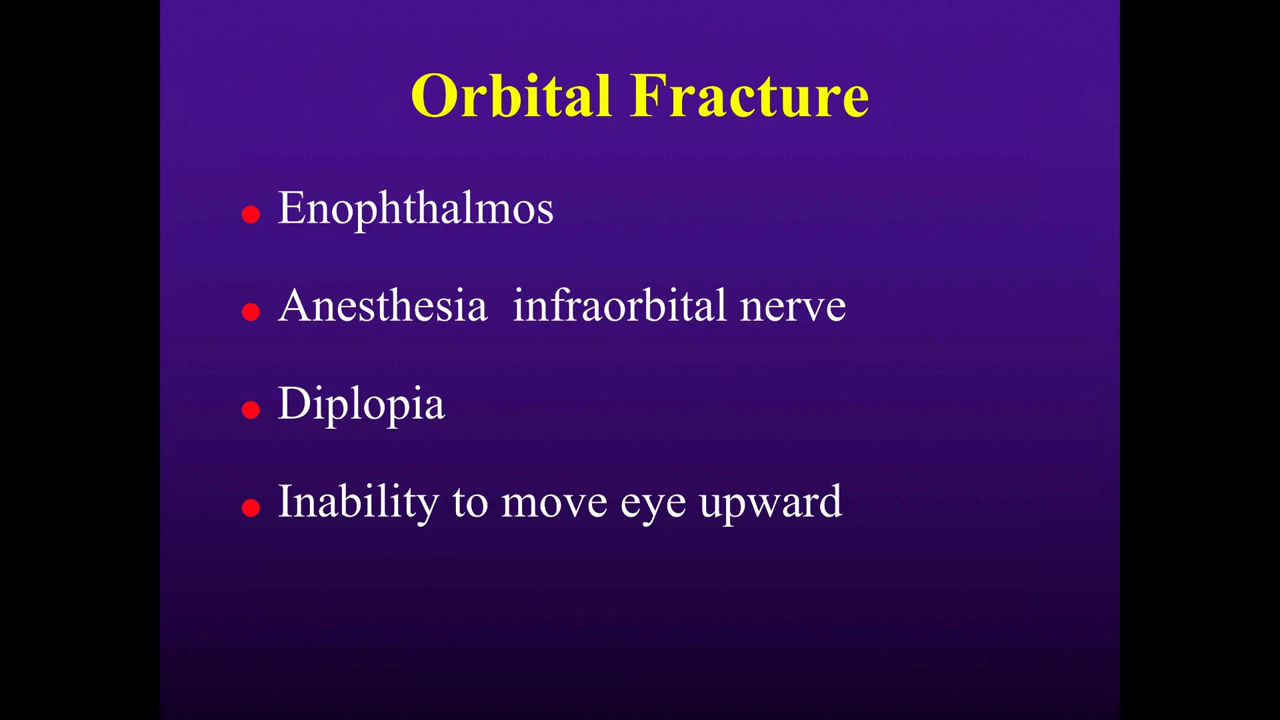 Orbital Fracture
• Enophthalmos
• Anesthesia  infraorbital nerve
• Diplopia
• Inability to move eye upward